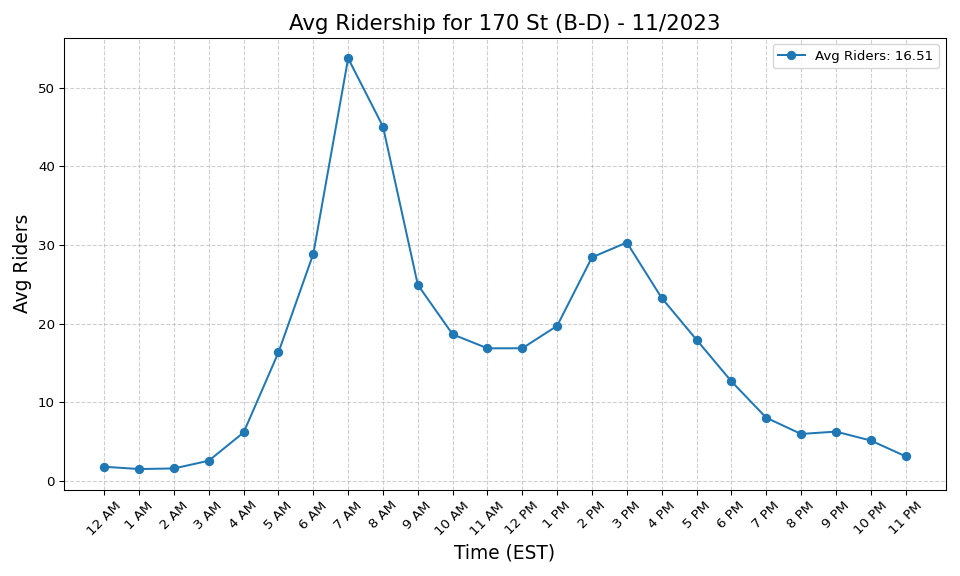 Avg Ridership for 170 St (B-D) - 11/2023
Avg Riders: 16.51
Avg Riders
50
40
30
20
10
0
12 AM
1 AM
2 AM
3 AM
4 AM
5 AM
6 AM
7 AM
8 AM
9 AM
10 AM
11 AM
12 PM
1 PM
2 PM
3 PM
4 PM
5 PM
6 PM
7 PM
8 PM
9 PM
10 PM
11 PM
Time (EST)